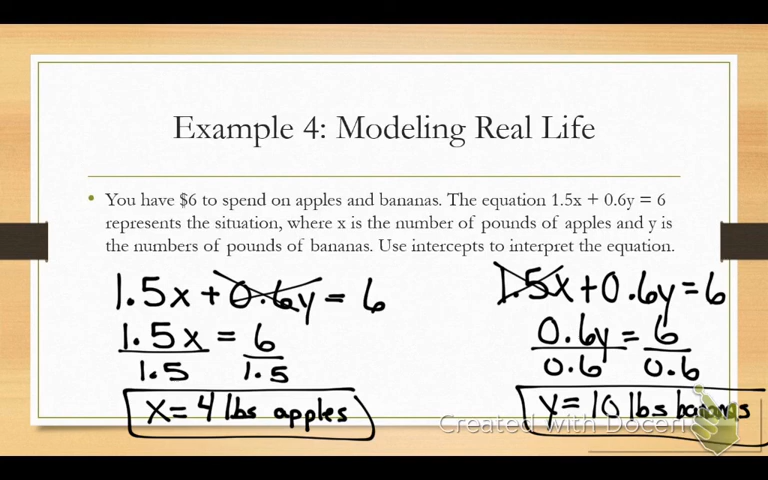 Example 4: Modeling Real Life
• You have $6 to spend on apples and bananas. The equation 1.5x + 0.6y = 6
represents the situation, where x is the number of pounds of apples and y is
the numbers of pounds of bananas. Use intercepts to interpret the equation.
1.5x + 0.6y = 6
1.5x = 6
1.5 1.5
x = 4 lbs apples
1.5x + 0.6y = 6
0.6y = 6
0.6 0.6
y = 10 lbs bananas
Created with Doceri